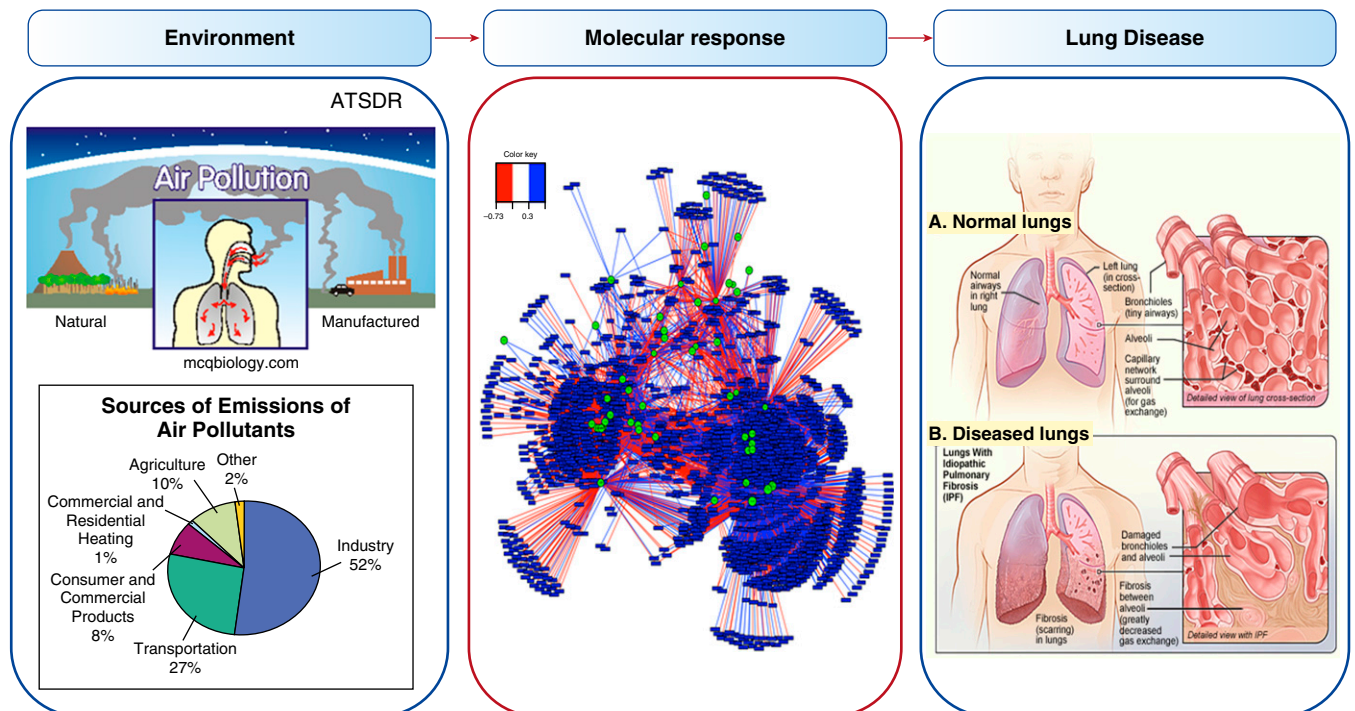 Environment
Molecular response
Lung Disease
ATSDR
Air Pollution
Natural
Manufactured
mcqbiology.com
Sources of Emissions of
Air Pollutants
Agriculture
10%
Other
2%
Commercial and
Residential
Heating
1%
Consumer and
Commercial
Products
8%
Transportation
27%
Industry
52%
Color key
−0.73
0.3
A. Normal lungs
Normal
airways
in right
lung
Left lung
(in cross-
section)
Bronchioles
(tiny airways)
Alveoli
Capillary
network
surround
alveoli
(for gas
exchange)
Detailed view of lung cross-section
B. Diseased lungs
Lungs With
Idiopathic
Pulmonary
Fibrosis
(IPF)
Damaged
bronchioles
and alveoli
Fibrosis
between
alveoli
(greatly
decreased
gas exchange)
Fibrosis
(scarring)
in lungs
Detailed view with IPF